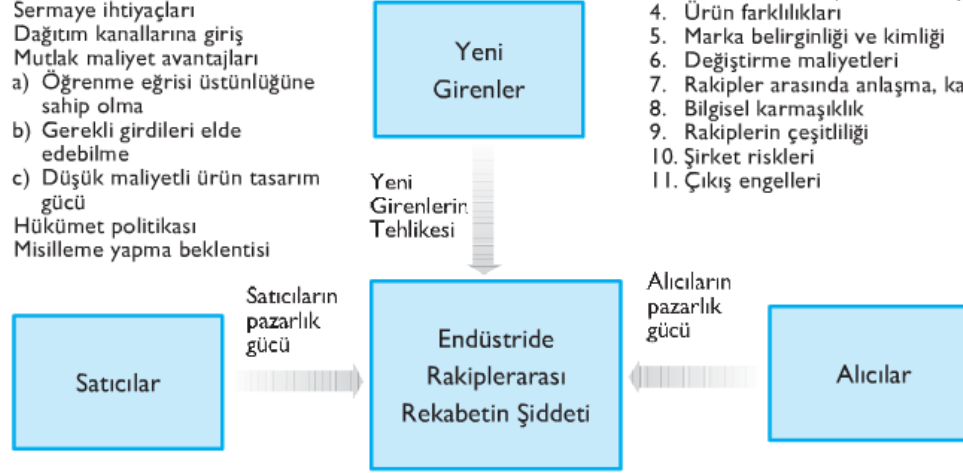 Sermaye ihtiyaçları
Dağıtım kanallarına giriş
Mutlak maliyet avantajları
a) Öğrenme eğrisi üstünlüğüne
sahip olma
b) Gerekli girdileri elde
edebilme
c) Düşük maliyetli ürün tasarım
gücü
Hükümet politikası
Misilleme yapma beklentisi
Yeni
Girenler
4. Ürün farklılıkları
5. Marka belirginliği ve kimliği
6. Değiştirme maliyetleri
7. Rakipler arasında anlaşma,
8. Bilgisel karmaşıklık
9. Rakiplerin çeşitliliği
10. Şirket riskleri
11. Çıkış engelleri
Yeni
Girenlerin
Tehlikesi
Satıcıların
pazarlık
gücü
Alıcıların
pazarlık
gücü
Satıcılar
Endüstride
Rakiplerarası
Rekabetin Şiddeti
Alıcılar